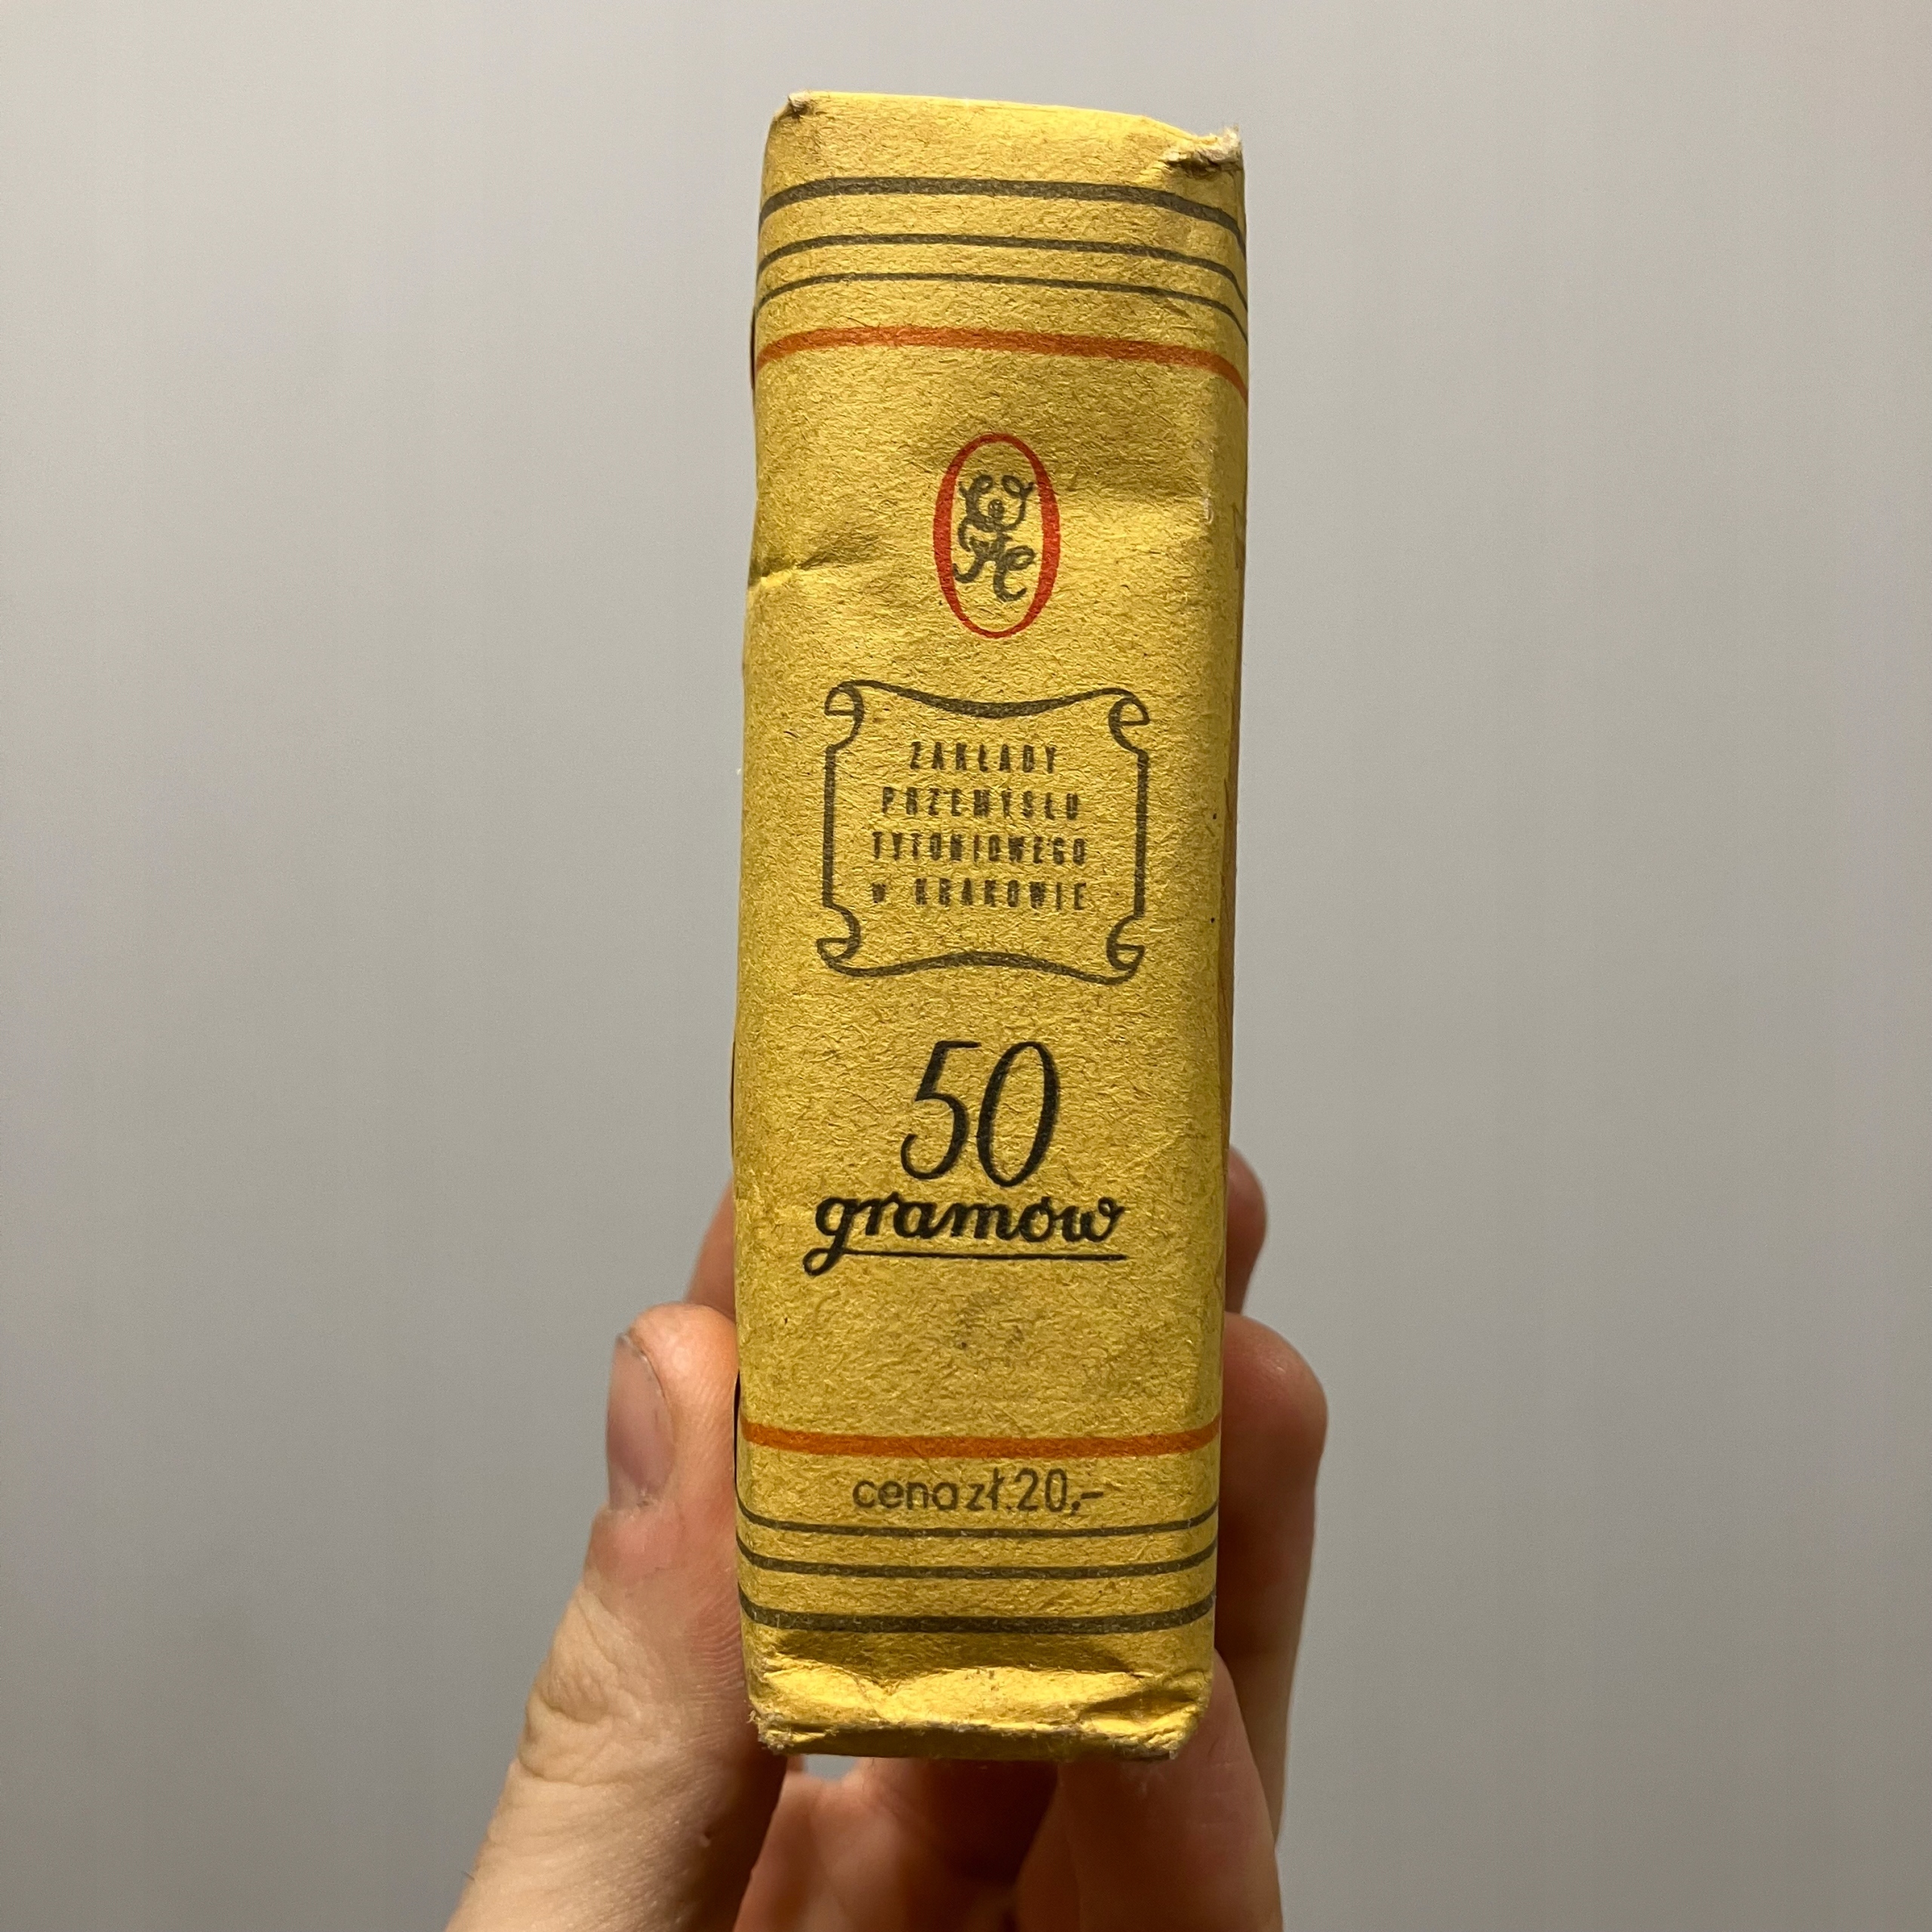 ZAKŁADY
PRZEMYSŁU
TYTONIOWEGO
w KRAKOWIE
50
gramów
cena zł.20,-